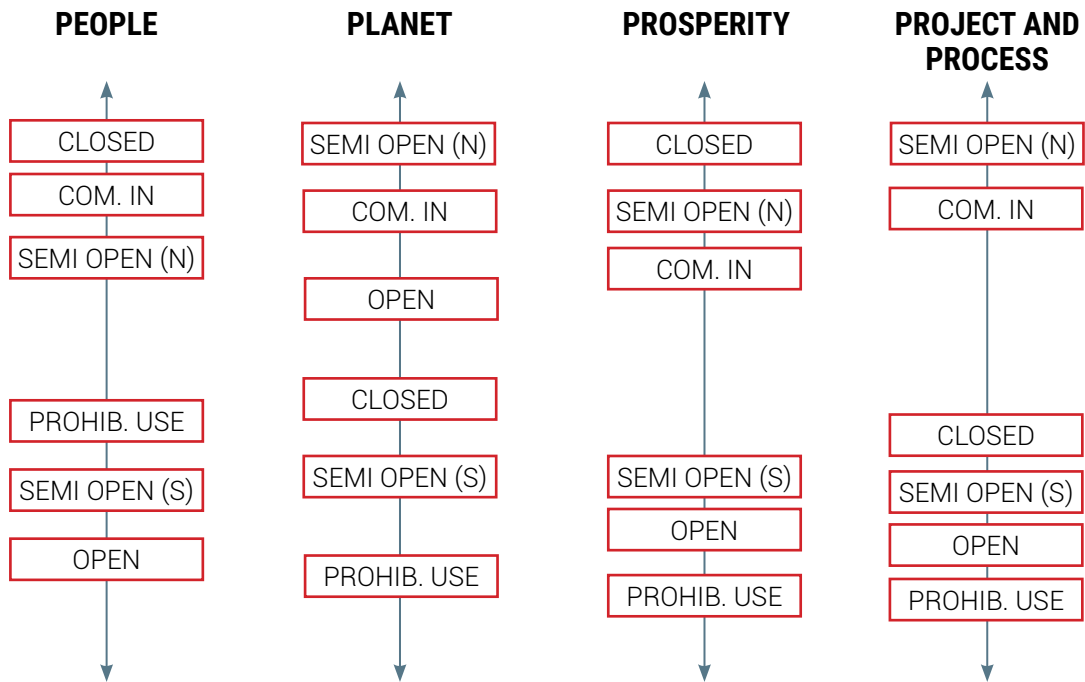 PEOPLE
CLOSED
COM. IN
SEMI OPEN (N)
PROHIB. USE
SEMI OPEN (S)
OPEN
PLANET
SEMI OPEN (N)
COM. IN
OPEN
CLOSED
SEMI OPEN (S)
PROHIB. USE
PROSPERITY
CLOSED
SEMI OPEN (N)
COM. IN
SEMI OPEN (S)
OPEN
PROHIB. USE
PROJECT AND
PROCESS
SEMI OPEN (N)
COM. IN
CLOSED
SEMI OPEN (S)
OPEN
PROHIB. USE